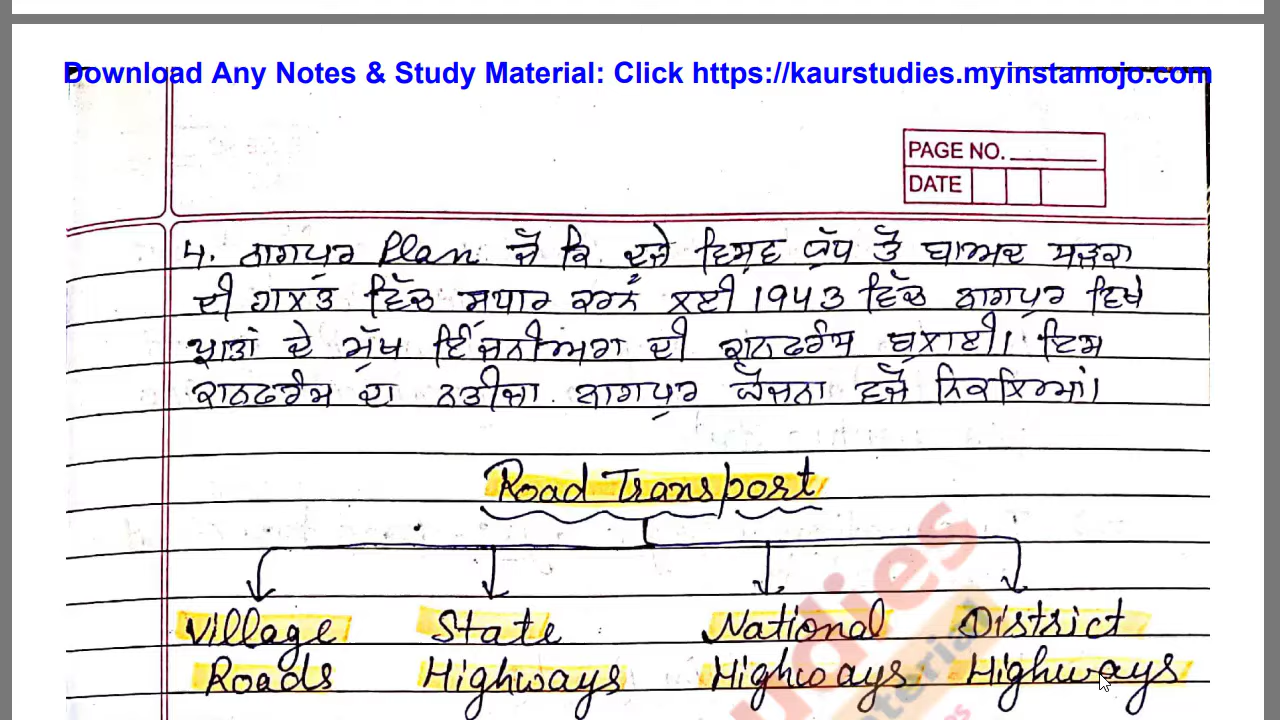 Download Any Notes & Study Material: Click https://kaurstudies.myinstamojo.com
PAGE NO.
DATE
4. ਨਾਗਪੁਰ Plan ਜੋ ਕਿ ਦੂਜੇ ਵਿਸ਼ਵ ਯੁੱਧ ਤੋਂ ਬਾਅਦ ਸੜਕਾ
ਦੀ ਹਾਲਤ ਵਿੱਚ ਸੁਧਾਰ ਕਰਨ ਲਈ 1943 ਵਿੱਚ ਨਾਗਪੁਰ ਵਿਖੇ
ਪ੍ਰਾਤਾਂ ਦੇ ਮੁੱਖ ਇੰਜਨੀਅਰਾ ਦੀ ਕਾਨਫਰੰਸ ਬੁਲਾਈ। ਇਸ
ਕਾਨਫਰੰਸ ਦਾ ਨਤੀਜਾ ਨਾਗਪੁਰ ਯੋਜਨਾ ਵਜੋਂ ਨਿਕਲਿਆਂ।
Road Transport
Village State National District
Roads Highways Highways Highways